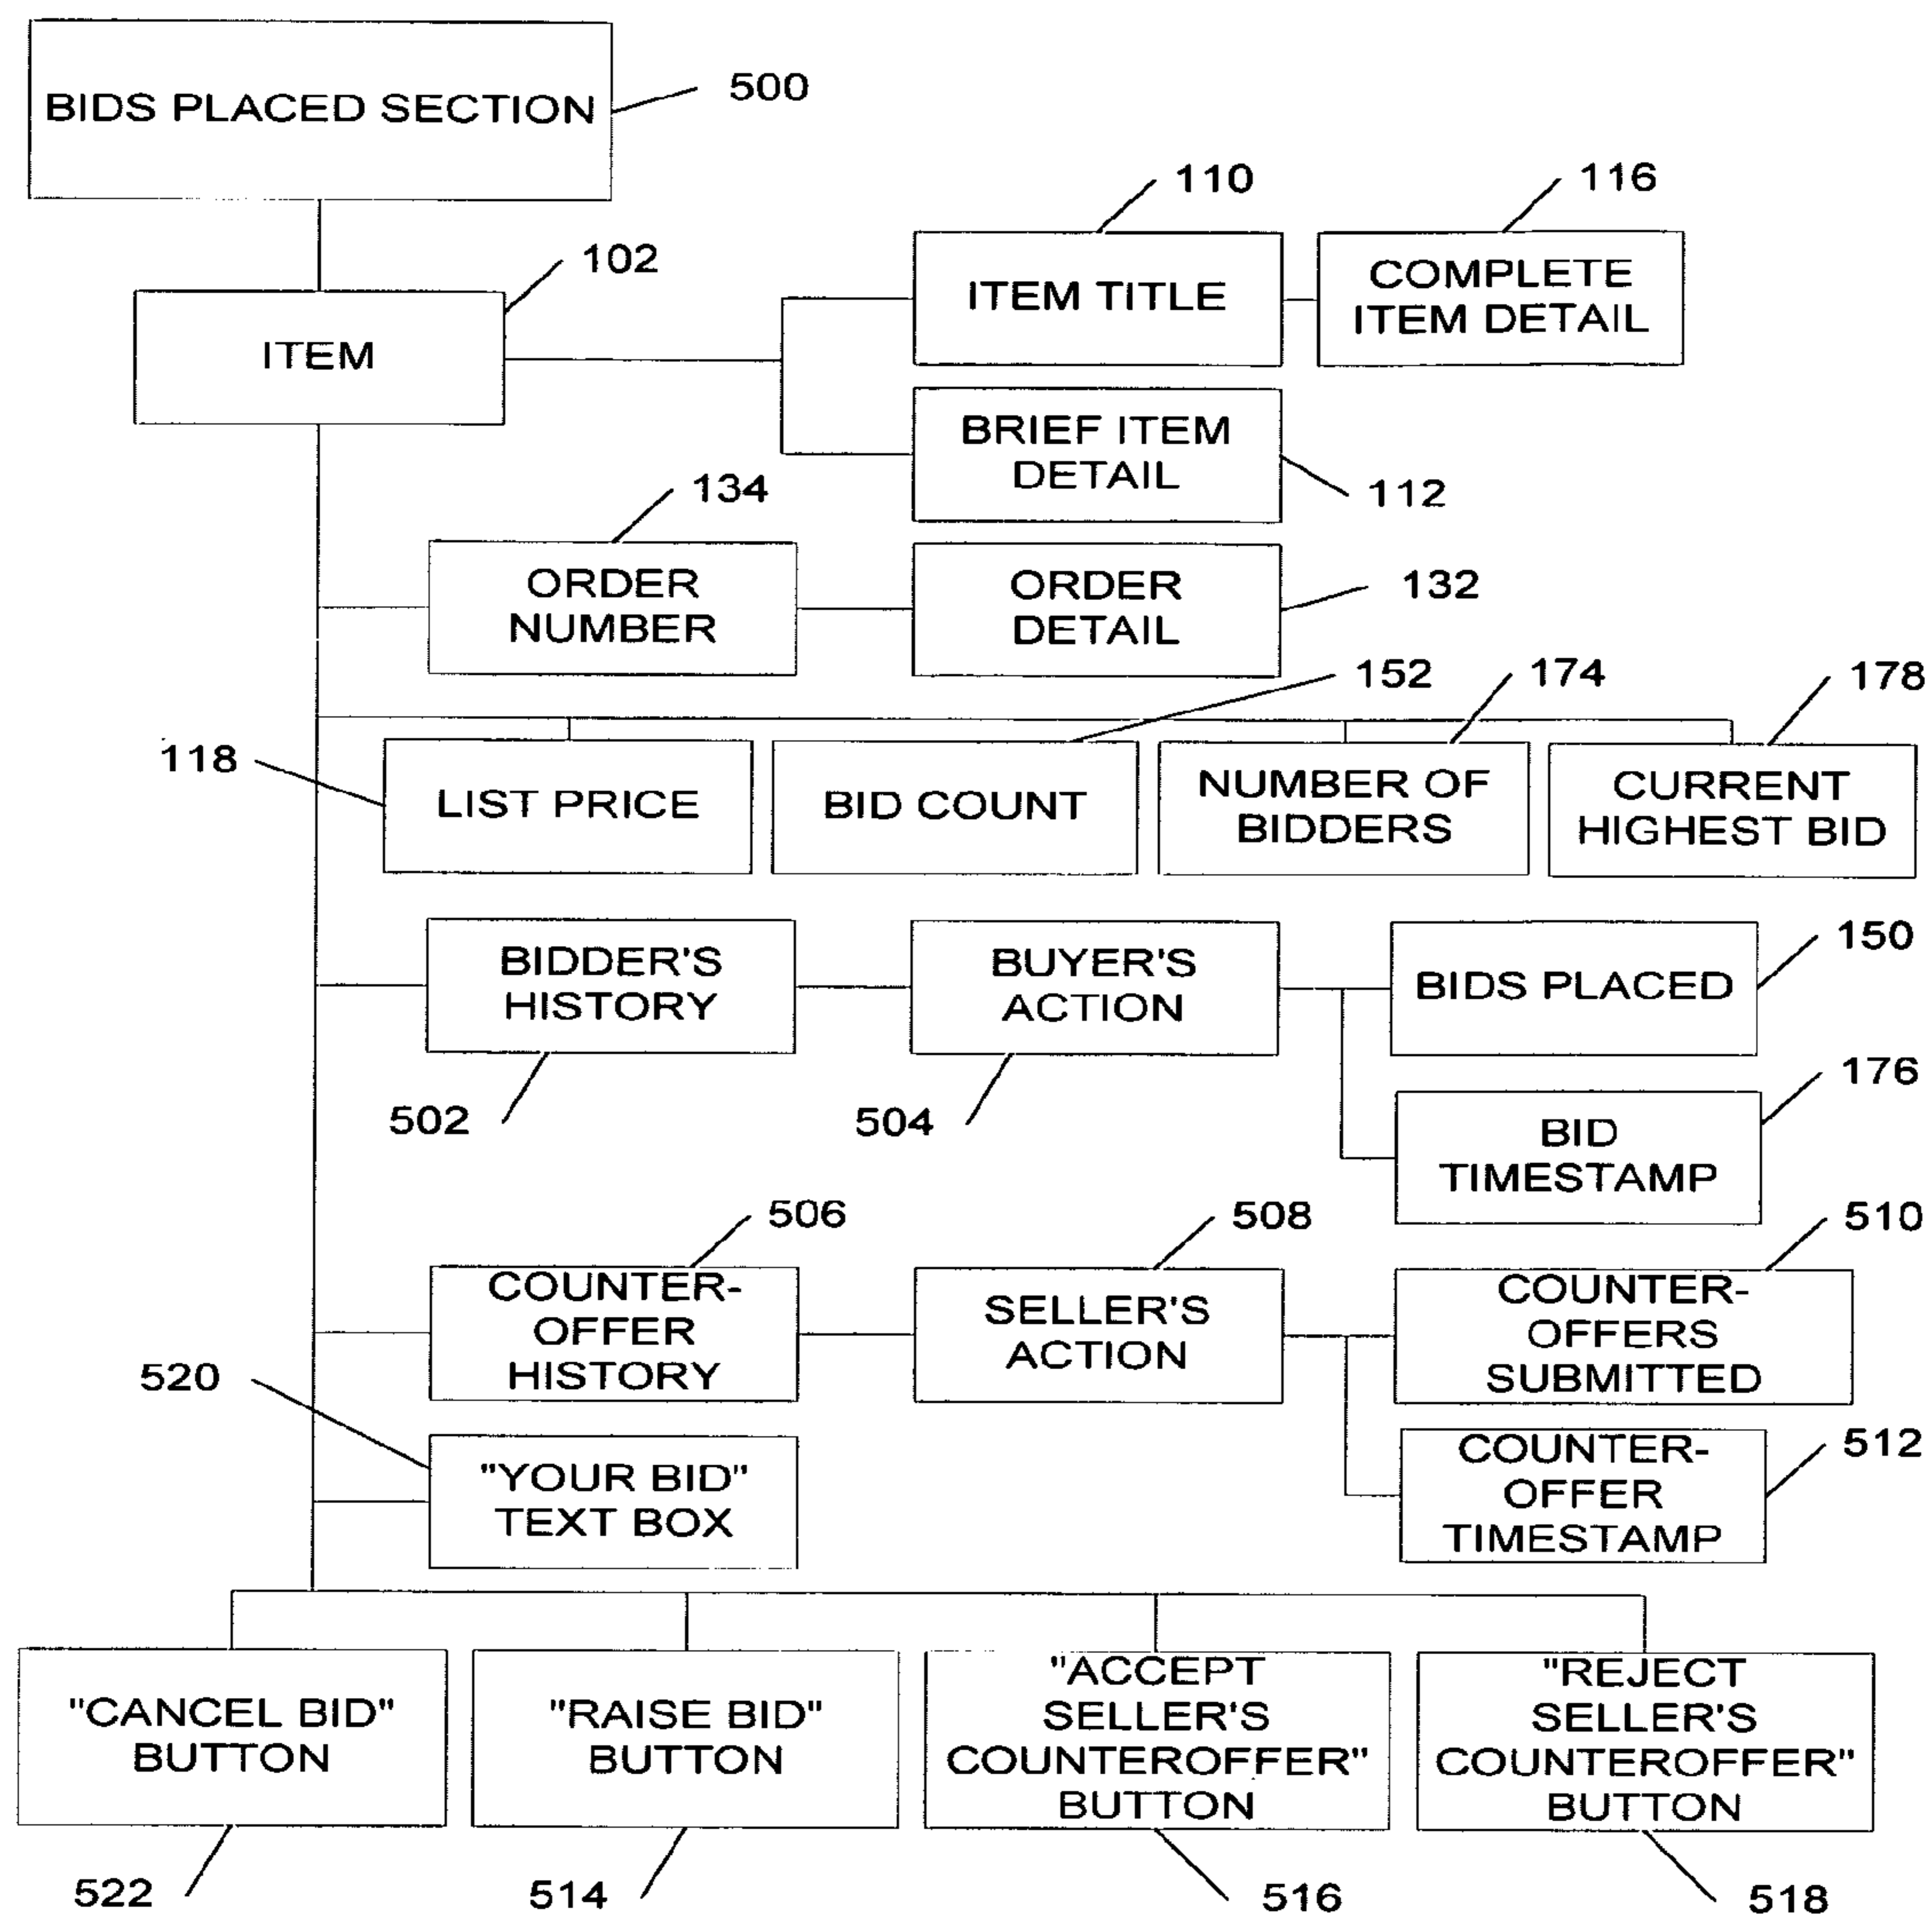 BIDS PLACED SECTION
500
110
116
102
ITEM TITLE
COMPLETE
ITEM DETAIL
ITEM
BRIEF ITEM
DETAIL
112
134
ORDER
NUMBER
ORDER
DETAIL
132
152
174
178
118
LIST PRICE
BID COUNT
NUMBER OF
BIDDERS
CURRENT
HIGHEST BID
BIDDER'S
HISTORY
BUYER'S
ACTION
BIDS PLACED
150
502
504
176
BID
TIMESTAMP
506
508
510
COUNTER-
OFFER
HISTORY
SELLER'S
ACTION
COUNTER-
OFFERS
SUBMITTED
520
"YOUR BID"
TEXT BOX
COUNTER-
OFFER
TIMESTAMP
512
"CANCEL BID"
BUTTON
"RAISE BID"
BUTTON
"ACCEPT
SELLER'S
COUNTEROFFER"
BUTTON
"REJECT
SELLER'S
COUNTEROFFER"
BUTTON
522
514
516
518